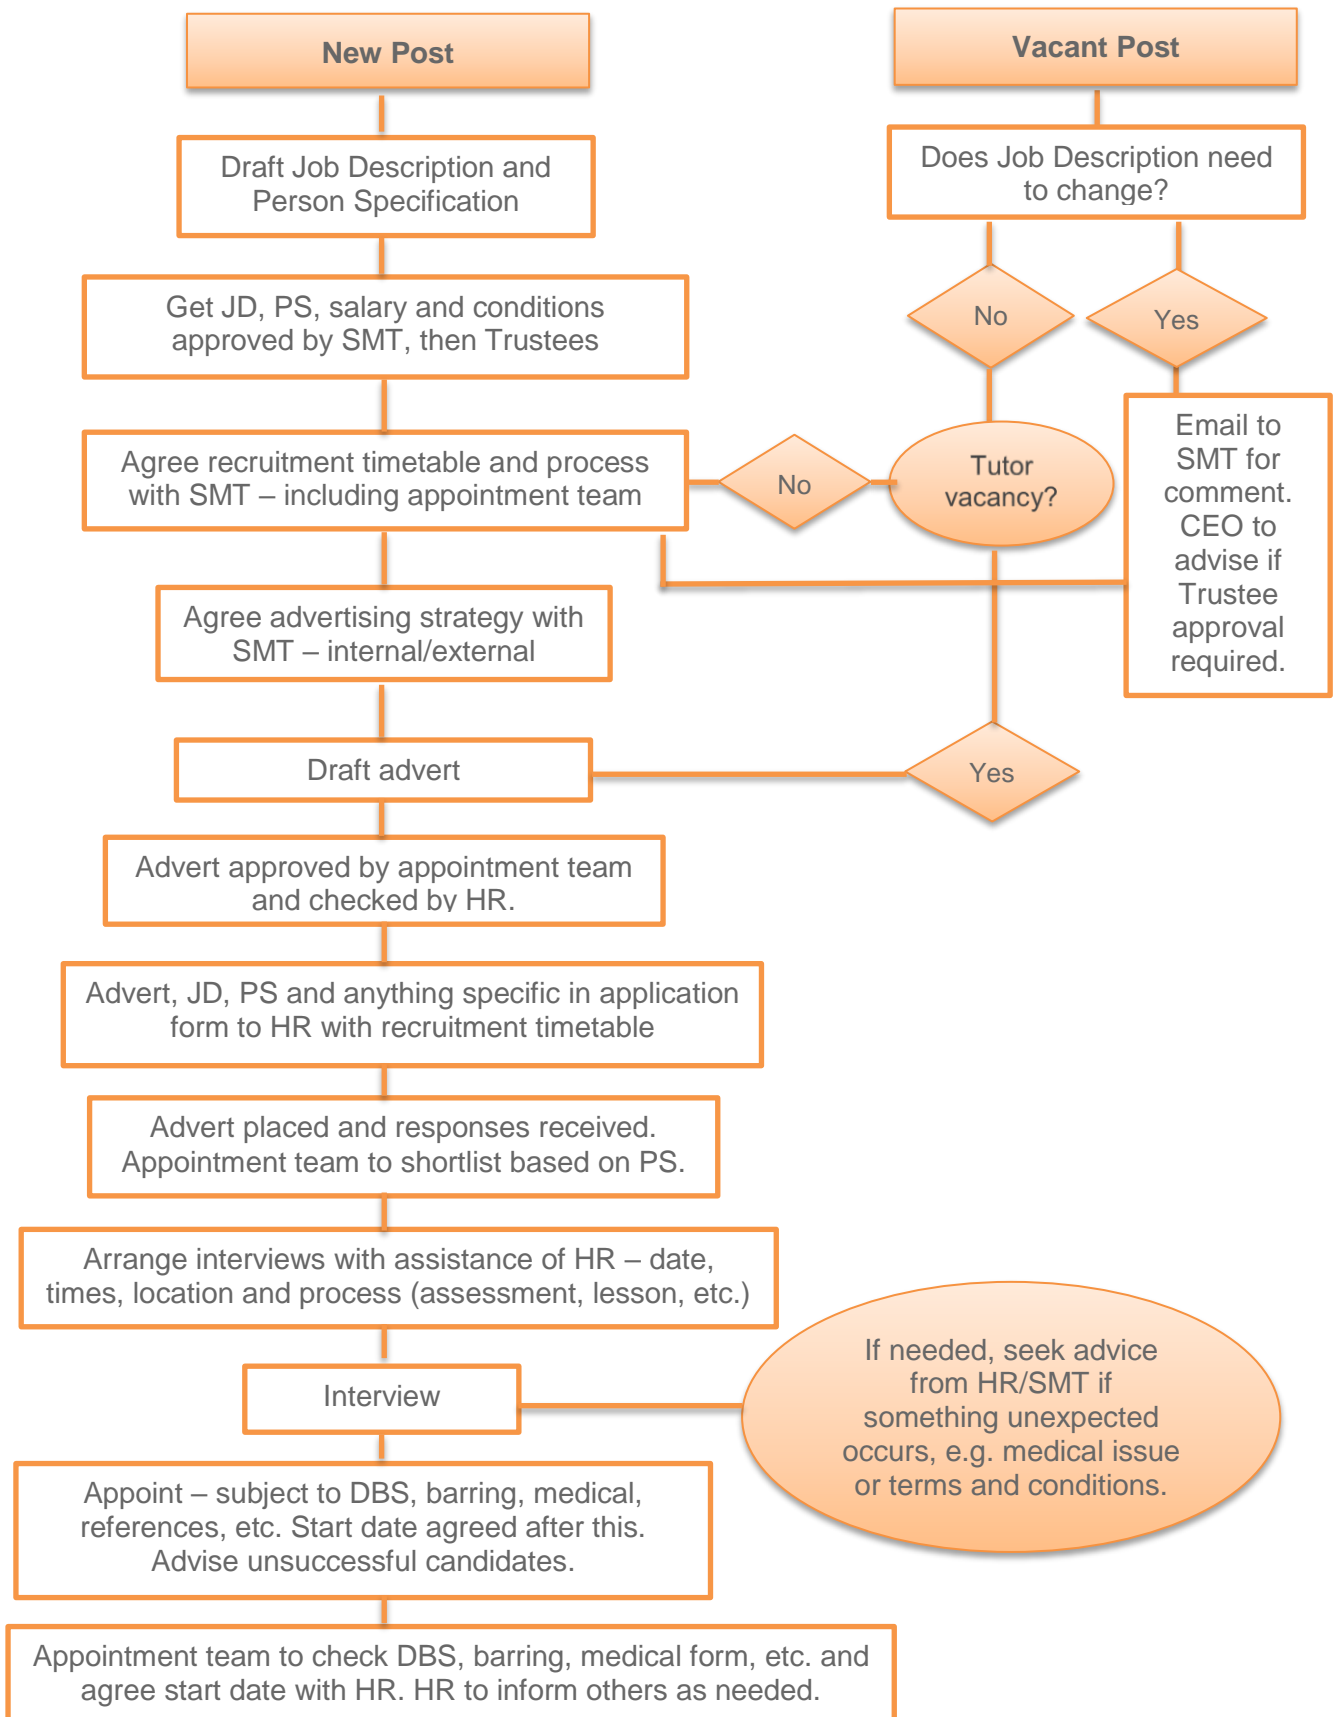 New Post
Vacant Post
Draft Job Description and
Person Specification
Does Job Description need
to change?
Get JD, PS, salary and conditions
approved by SMT, then Trustees
No
Yes
Agree recruitment timetable and process
with SMT – including appointment team
No
Tutor
vacancy?
Email to
SMT for
comment.
CEO to
advise if
Trustee
approval
required.
Agree advertising strategy with
SMT – internal/external
Draft advert
Yes
Advert approved by appointment team
and checked by HR.
Advert, JD, PS and anything specific in application
form to HR with recruitment timetable
Advert placed and responses received.
Appointment team to shortlist based on PS.
Arrange interviews with assistance of HR – date,
times, location and process (assessment, lesson, etc.)
Interview
If needed, seek advice
from HR/SMT if
something unexpected
occurs, e.g. medical issue
or terms and conditions.
Appoint – subject to DBS, barring, medical,
references, etc. Start date agreed after this.
Advise unsuccessful candidates.
Appointment team to check DBS, barring, medical form, etc. and
agree start date with HR. HR to inform others as needed.